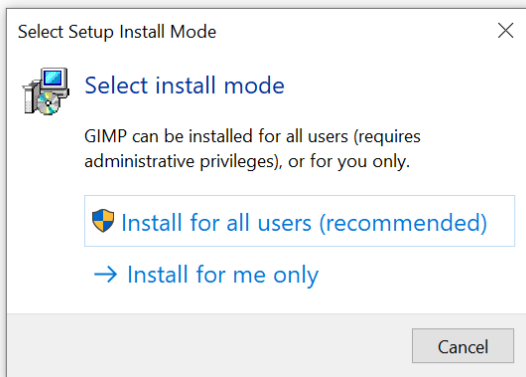 Select Setup Install Mode
Select install mode
GIMP can be installed for all users (requires
administrative privileges), or for you only.
Install for all users (recommended)
Install for me only
Cancel